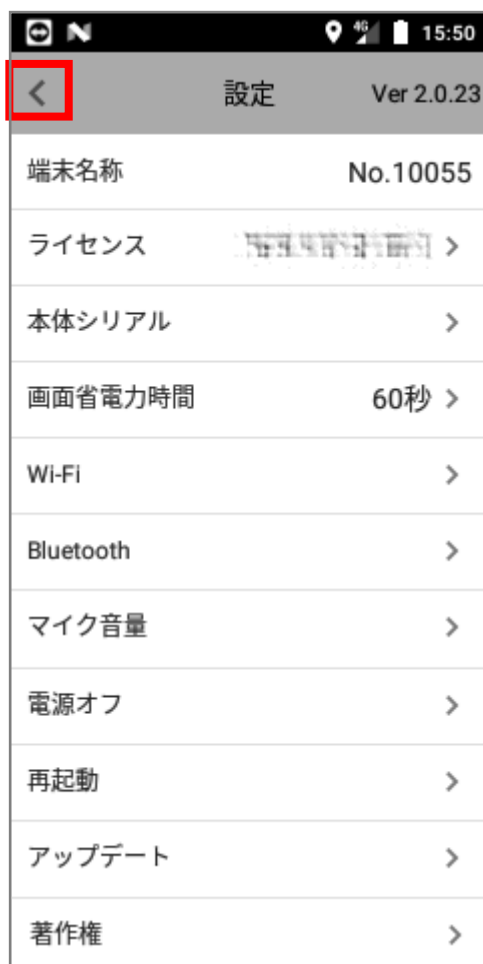 4G 15:50
設定 Ver 2.0.23
端末名称 No.10055
ライセンス
本体シリアル
画面省電力時間 60秒
Wi-Fi
Bluetooth
マイク音量
電源オフ
再起動
アップデート
著作権